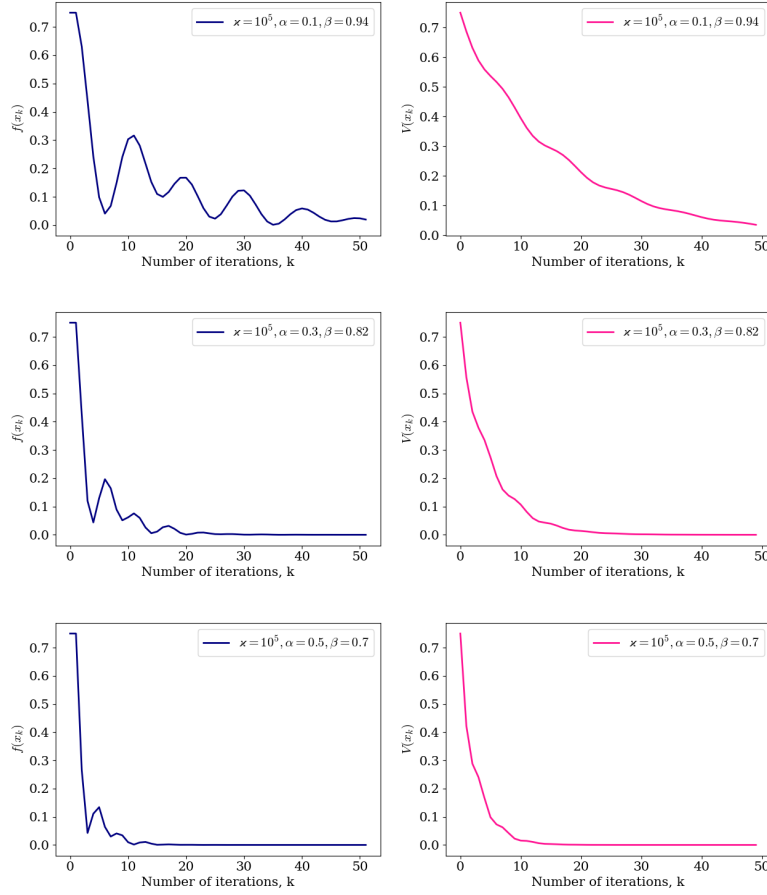 0.7
0.6
0.5
0.4
0.3
0.2
0.1
0.0
f(x_k)
ϰ = 10^5, α = 0.1, β = 0.94
0 10 20 30 40 50
Number of iterions, k
0.7
0.6
0.5
0.4
0.3
0.2
0.1
0.0
V(x_k)
ϰ = 10^5, α = 0.1, β = 0.94
0 10 20 30 40 50
Number of iterions, k
0.7
0.6
0.5
0.4
0.3
0.2
0.1
0.0
f(x_k)
ϰ = 10^5, α = 0.3, β = 0.82
0 10 20 30 40 50
Number of iterions, k
0.7
0.6
0.5
0.4
0.3
0.2
0.1
0.0
V(x_k)
ϰ = 10^5, α = 0.3, β = 0.82
0 10 20 30 40 50
Number of iterions, k
0.7
0.6
0.5
0.4
0.3
0.2
0.1
0.0
f(x_k)
ϰ = 10^5, α = 0.5, β = 0.7
0 10 20 30 40 50
Number of iterions, k
0.7
0.6
0.5
0.4
0.3
0.2
0.1
0.0
V(x_k)
ϰ = 10^5, α = 0.5, β = 0.7
0 10 20 30 40 50
Number of iterions, k